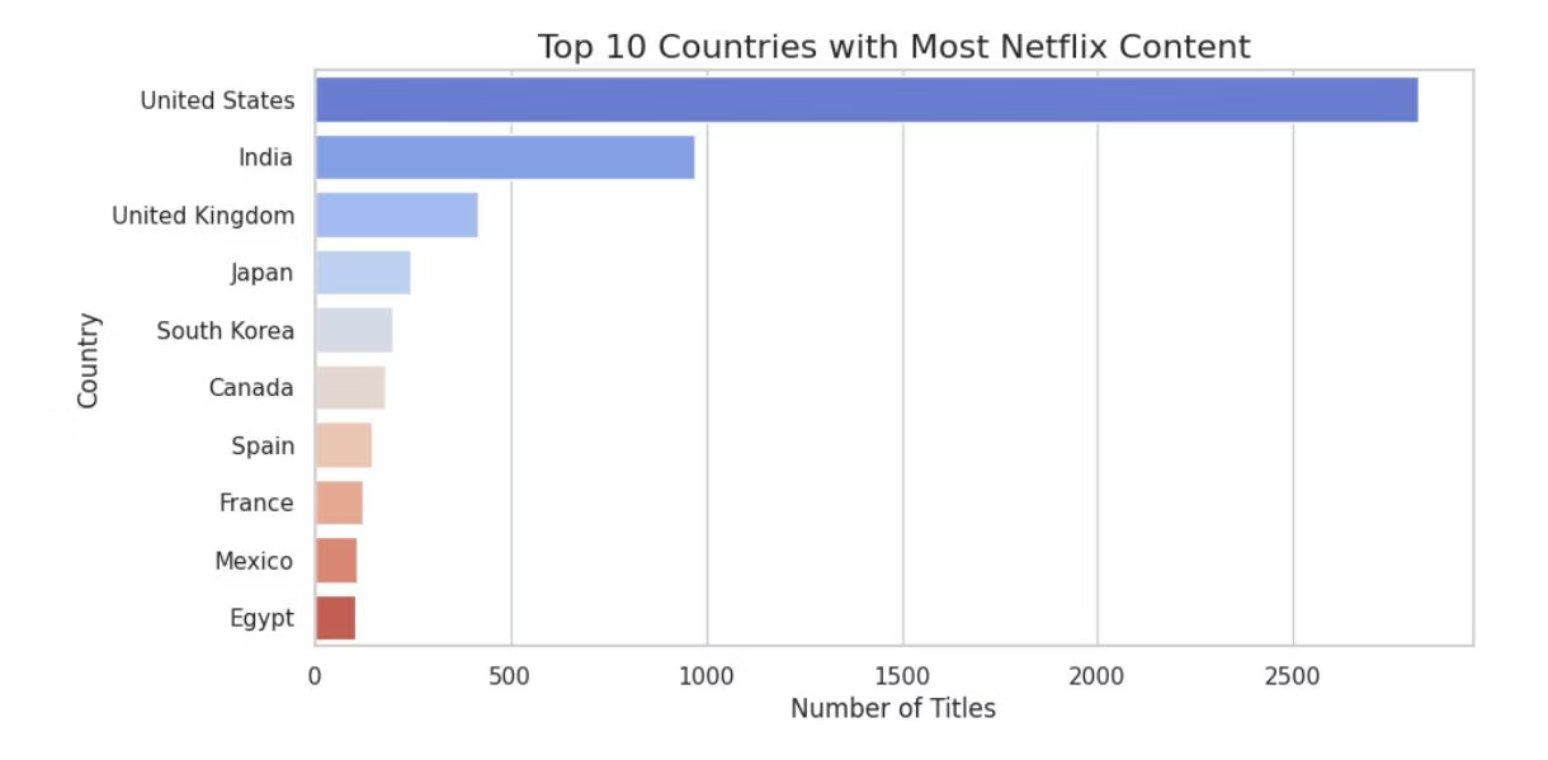 Top 10 Countries with Most Netflix Content
United States
India
United Kingdom
Japan
South Korea
Canada
Spain
France
Mexico
Egypt
Country
0 500 1000 1500 2000 2500
Number of Titles